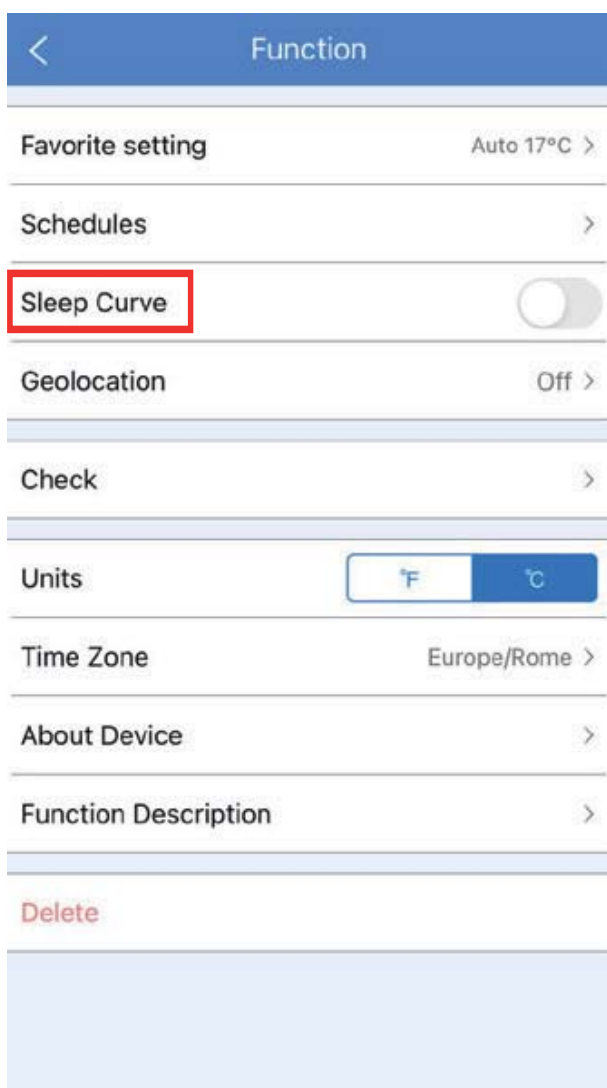 Function
Favorite setting Auto 17°C
Schedules
Sleep Curve
Geolocation Off
Check
Units °F °C
Time Zone Europe/Rome
About Device
Function Description
Delete